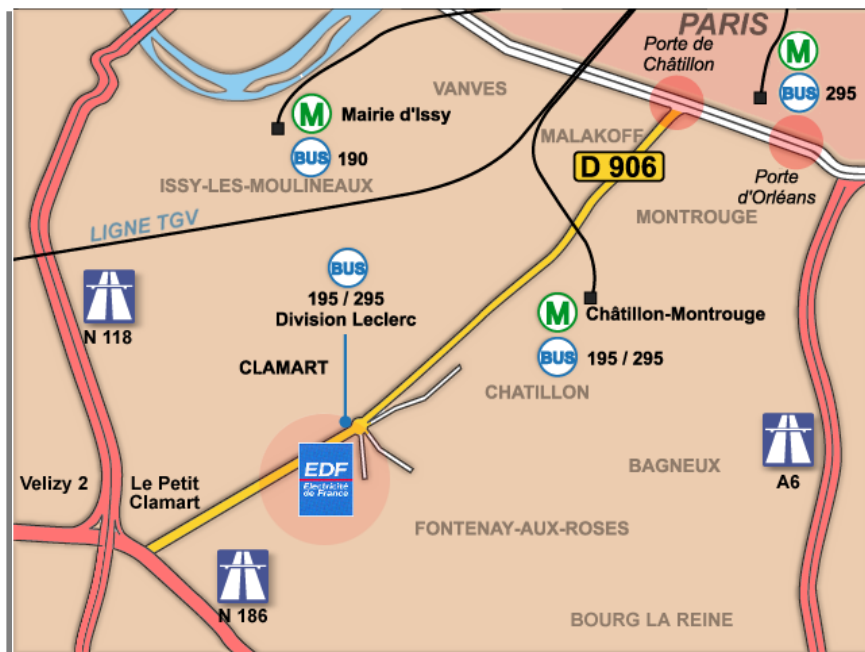 PARIS
Porte de
Châtillon
M
BUS 295
VANVES
M Mairie d'Issy
BUS 190
MALAKOFF
D 906
ISSY-LES-MOULINEAUX
Porte
d'Orléans
MONTROUGE
LIGNE TGV
BUS
195 / 295
Division Leclerc
N 118
M Châtillon-Montrouge
BUS 195 / 295
CLAMART
CHATILLON
EDF
Electricité
de France
BAGNEUX
A6
Velizy 2
Le Petit
Clamart
FONTENAY-AUX-ROSES
N 186
BOURG LA REINE